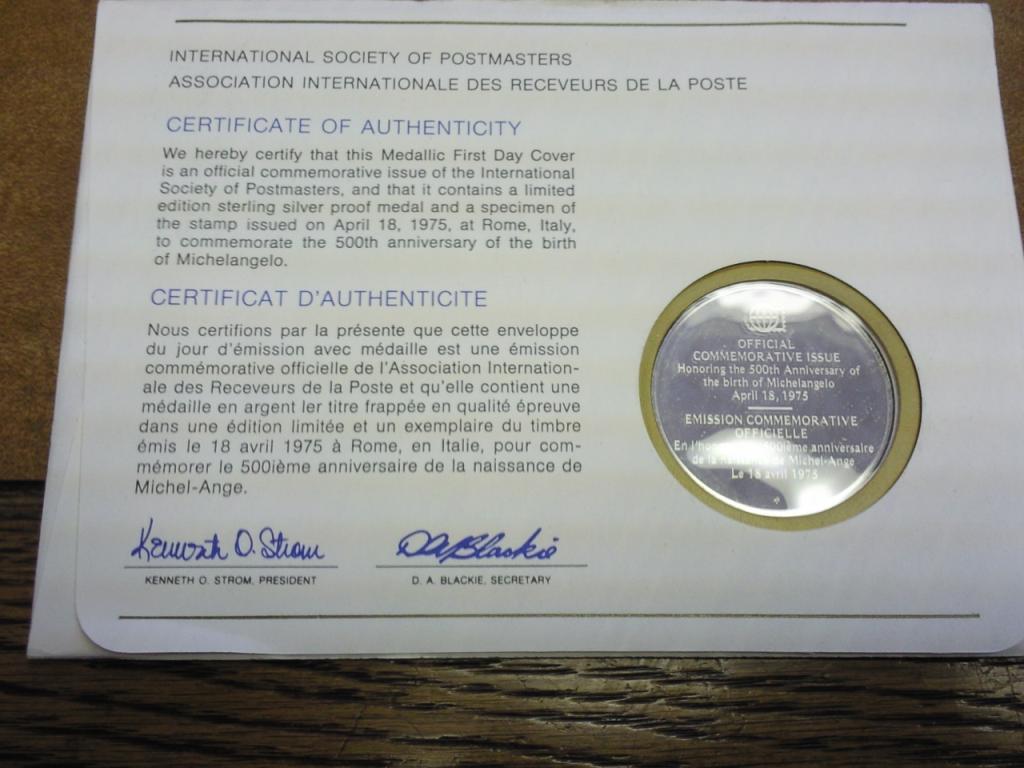 INTERNATIONAL SOCIETY OF POSTMASTERS
ASSOCIATION INTERNATIONALE DES RECEVEURS DE LA POSTE
CERTIFICATE OF AUTHENTICITY
We hereby certify that this Medallic First Day Cover
is an official commemorative issue of the International
Society of Postmasters, and that it contains a limited
edition sterling silver proof medal and a specimen of
the stamp issued on April 18, 1975, at Rome, Italy,
to commemorate the 500th anniversary of the birth
of Michelangelo.
CERTIFICAT D'AUTHENTICITE
Nous certifions par la présente que cette enveloppe
du jour d'émission avec médaille est une émission
commémorative officielle de l'Association Internation-
ale des Receveurs de la Poste et qu'elle contient une
médaille en argent ler titre frappée en qualité épreuve
dans une édition limitée et un exemplaire du timbre
émis le 18 avril 1975 à Rome, en Italie, pour com-
mémorer le 500ième anniversaire de la naissance de
Michel-Ange.
Kenneth O. Strom
KENNETH O. STROM, PRESIDENT
D A Blackie
D. A. BLACKIE, SECRETARY
OFFICIAL
COMMEMORATIVE ISSUE
Honoring the 500th Anniversary of
the birth of Michelangelo
April 18, 1975
EMISSION COMMEMORATIVE
OFFICIELLE
En 500ième anniversaire
de la naissance de Michel-Ange
Le 18 avril 1975